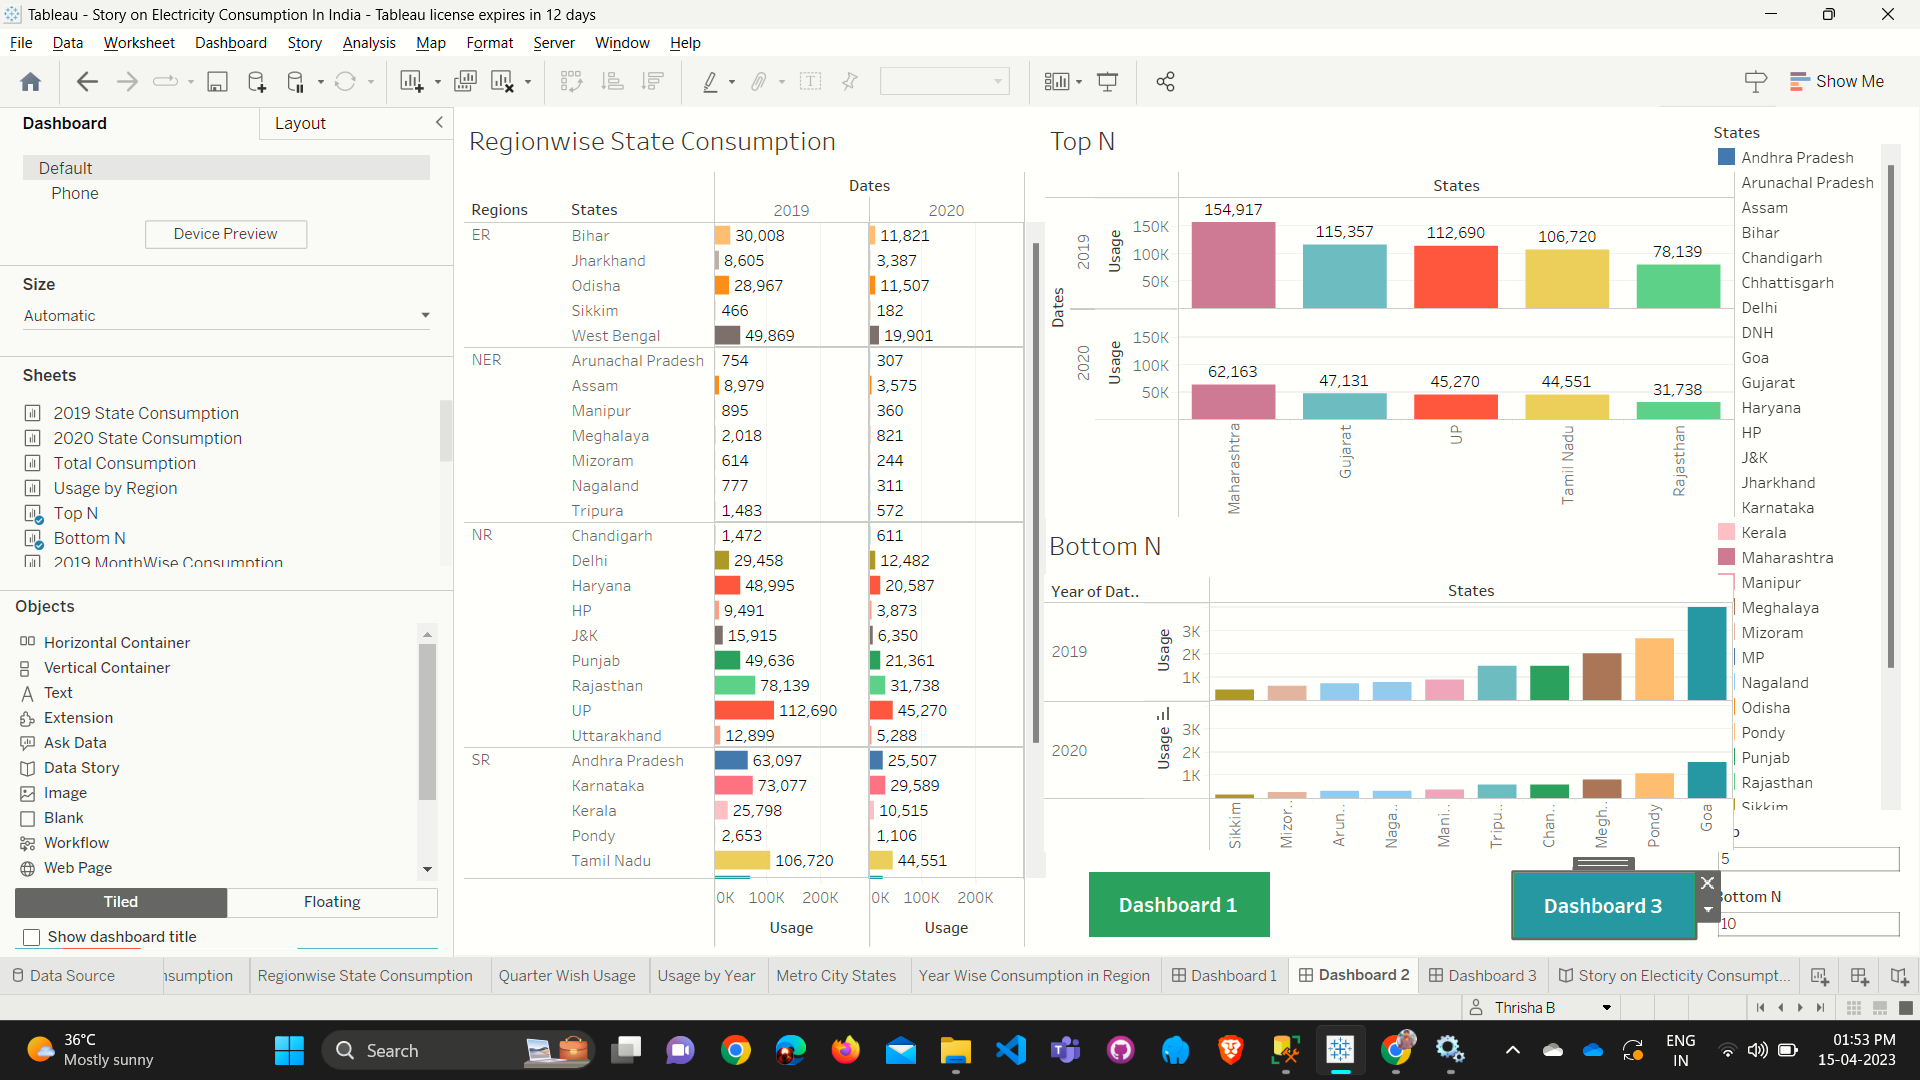 Tableau - Story on Electricity Consumption In India - Tableau license expires in 12 days
File Data Worksheet Dashboard Story Analysis Map Format Server Window Help
Show Me
Dashboard Layout
Default
Phone
Device Preview
Size
Automatic
Sheets
2019 State Consumption
2020 State Consumption
Total Consumption
Usage by Region
Top N
Bottom N
2019 MonthWise Consumption
Objects
Horizontal Container
Vertical Container
Text
Extension
Ask Data
Data Story
Image
Blank
Workflow
Web Page
Tiled Floating
Show dashboard title
Regionwise State Consumption
Dates
Regions States 2019 2020
ER Bihar 30,008 11,821
Jharkhand 8,605 3,387
Odisha 28,967 11,507
Sikkim 466 182
West Bengal 49,869 19,901
NER Arunachal Pradesh 754 307
Assam 8,979 3,575
Manipur 895 360
Meghalaya 2,018 821
Mizoram 614 244
Nagaland 777 311
Tripura 1,483 572
NR Chandigarh 1,472 611
Delhi 29,458 12,482
Haryana 48,995 20,587
HP 9,491 3,873
J&K 15,915 6,350
Punjab 49,636 21,361
Rajasthan 78,139 31,738
UP 112,690 45,270
Uttarakhand 12,899 5,288
SR Andhra Pradesh 63,097 25,507
Karnataka 73,077 29,589
Kerala 25,798 10,515
Pondy 2,653 1,106
Tamil Nadu 106,720 44,551
0K 100K 200K 0K 100K 200K
Usage Usage
Top N
States
Dates
2019
Usage
150K
100K
50K
154,917 115,357 112,690 106,720 78,139
2020
Usage
150K
100K
50K
62,163 47,131 45,270 44,551 31,738
Maharashtra Gujarat UP Tamil Nadu Rajasthan
Bottom N
Year of Dat.. States
2019
Usage
3K
2K
1K
2020
Usage
3K
2K
1K
Sikkim Mizor.. Arun.. Naga.. Mani.. Tripu.. Chan.. Megh.. Pondy Goa
Dashboard 1
Dashboard 3
States
Andhra Pradesh
Arunachal Pradesh
Assam
Bihar
Chandigarh
Chhattisgarh
Delhi
DNH
Goa
Gujarat
Haryana
HP
J&K
Jharkhand
Karnataka
Kerala
Maharashtra
Manipur
Meghalaya
Mizoram
MP
Nagaland
Odisha
Pondy
Punjab
Rajasthan
Sikkim
5
ottom N
10
Data Source nsumption Regionwise State Consumption Quarter Wish Usage Usage by Year Metro City States Year Wise Consumption in Region Dashboard 1 Dashboard 2 Dashboard 3 Story on Electicity Consumpt...
Thrisha B
36°C
Mostly sunny
Search
ENG
IN
01:53 PM
15-04-2023